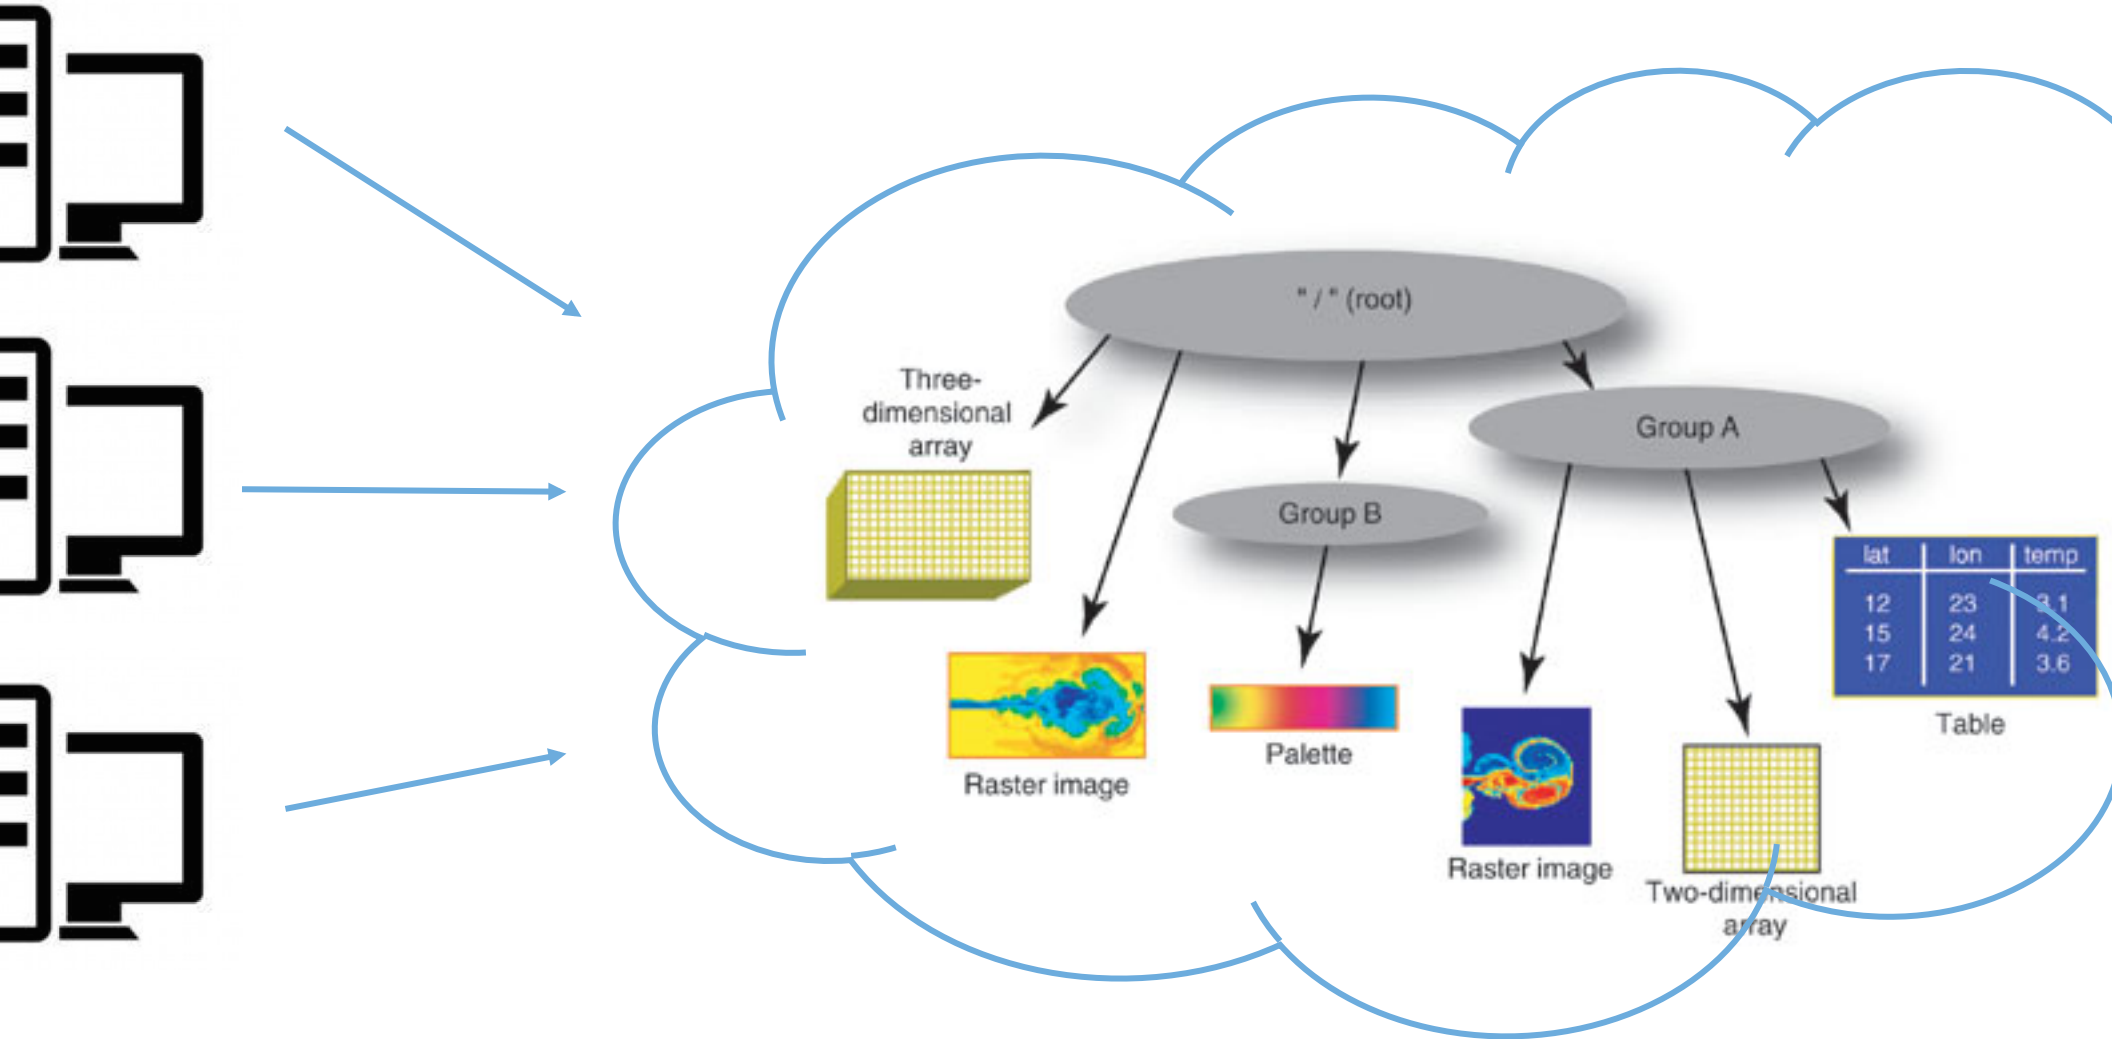 " / " (root)
Three-
dimensional
array
Group A
Group B
lat lon temp
12 23 3.1
15 24 4.2
17 21 3.6
Table
Raster image
Palette
Raster image
Two-dimensional
array